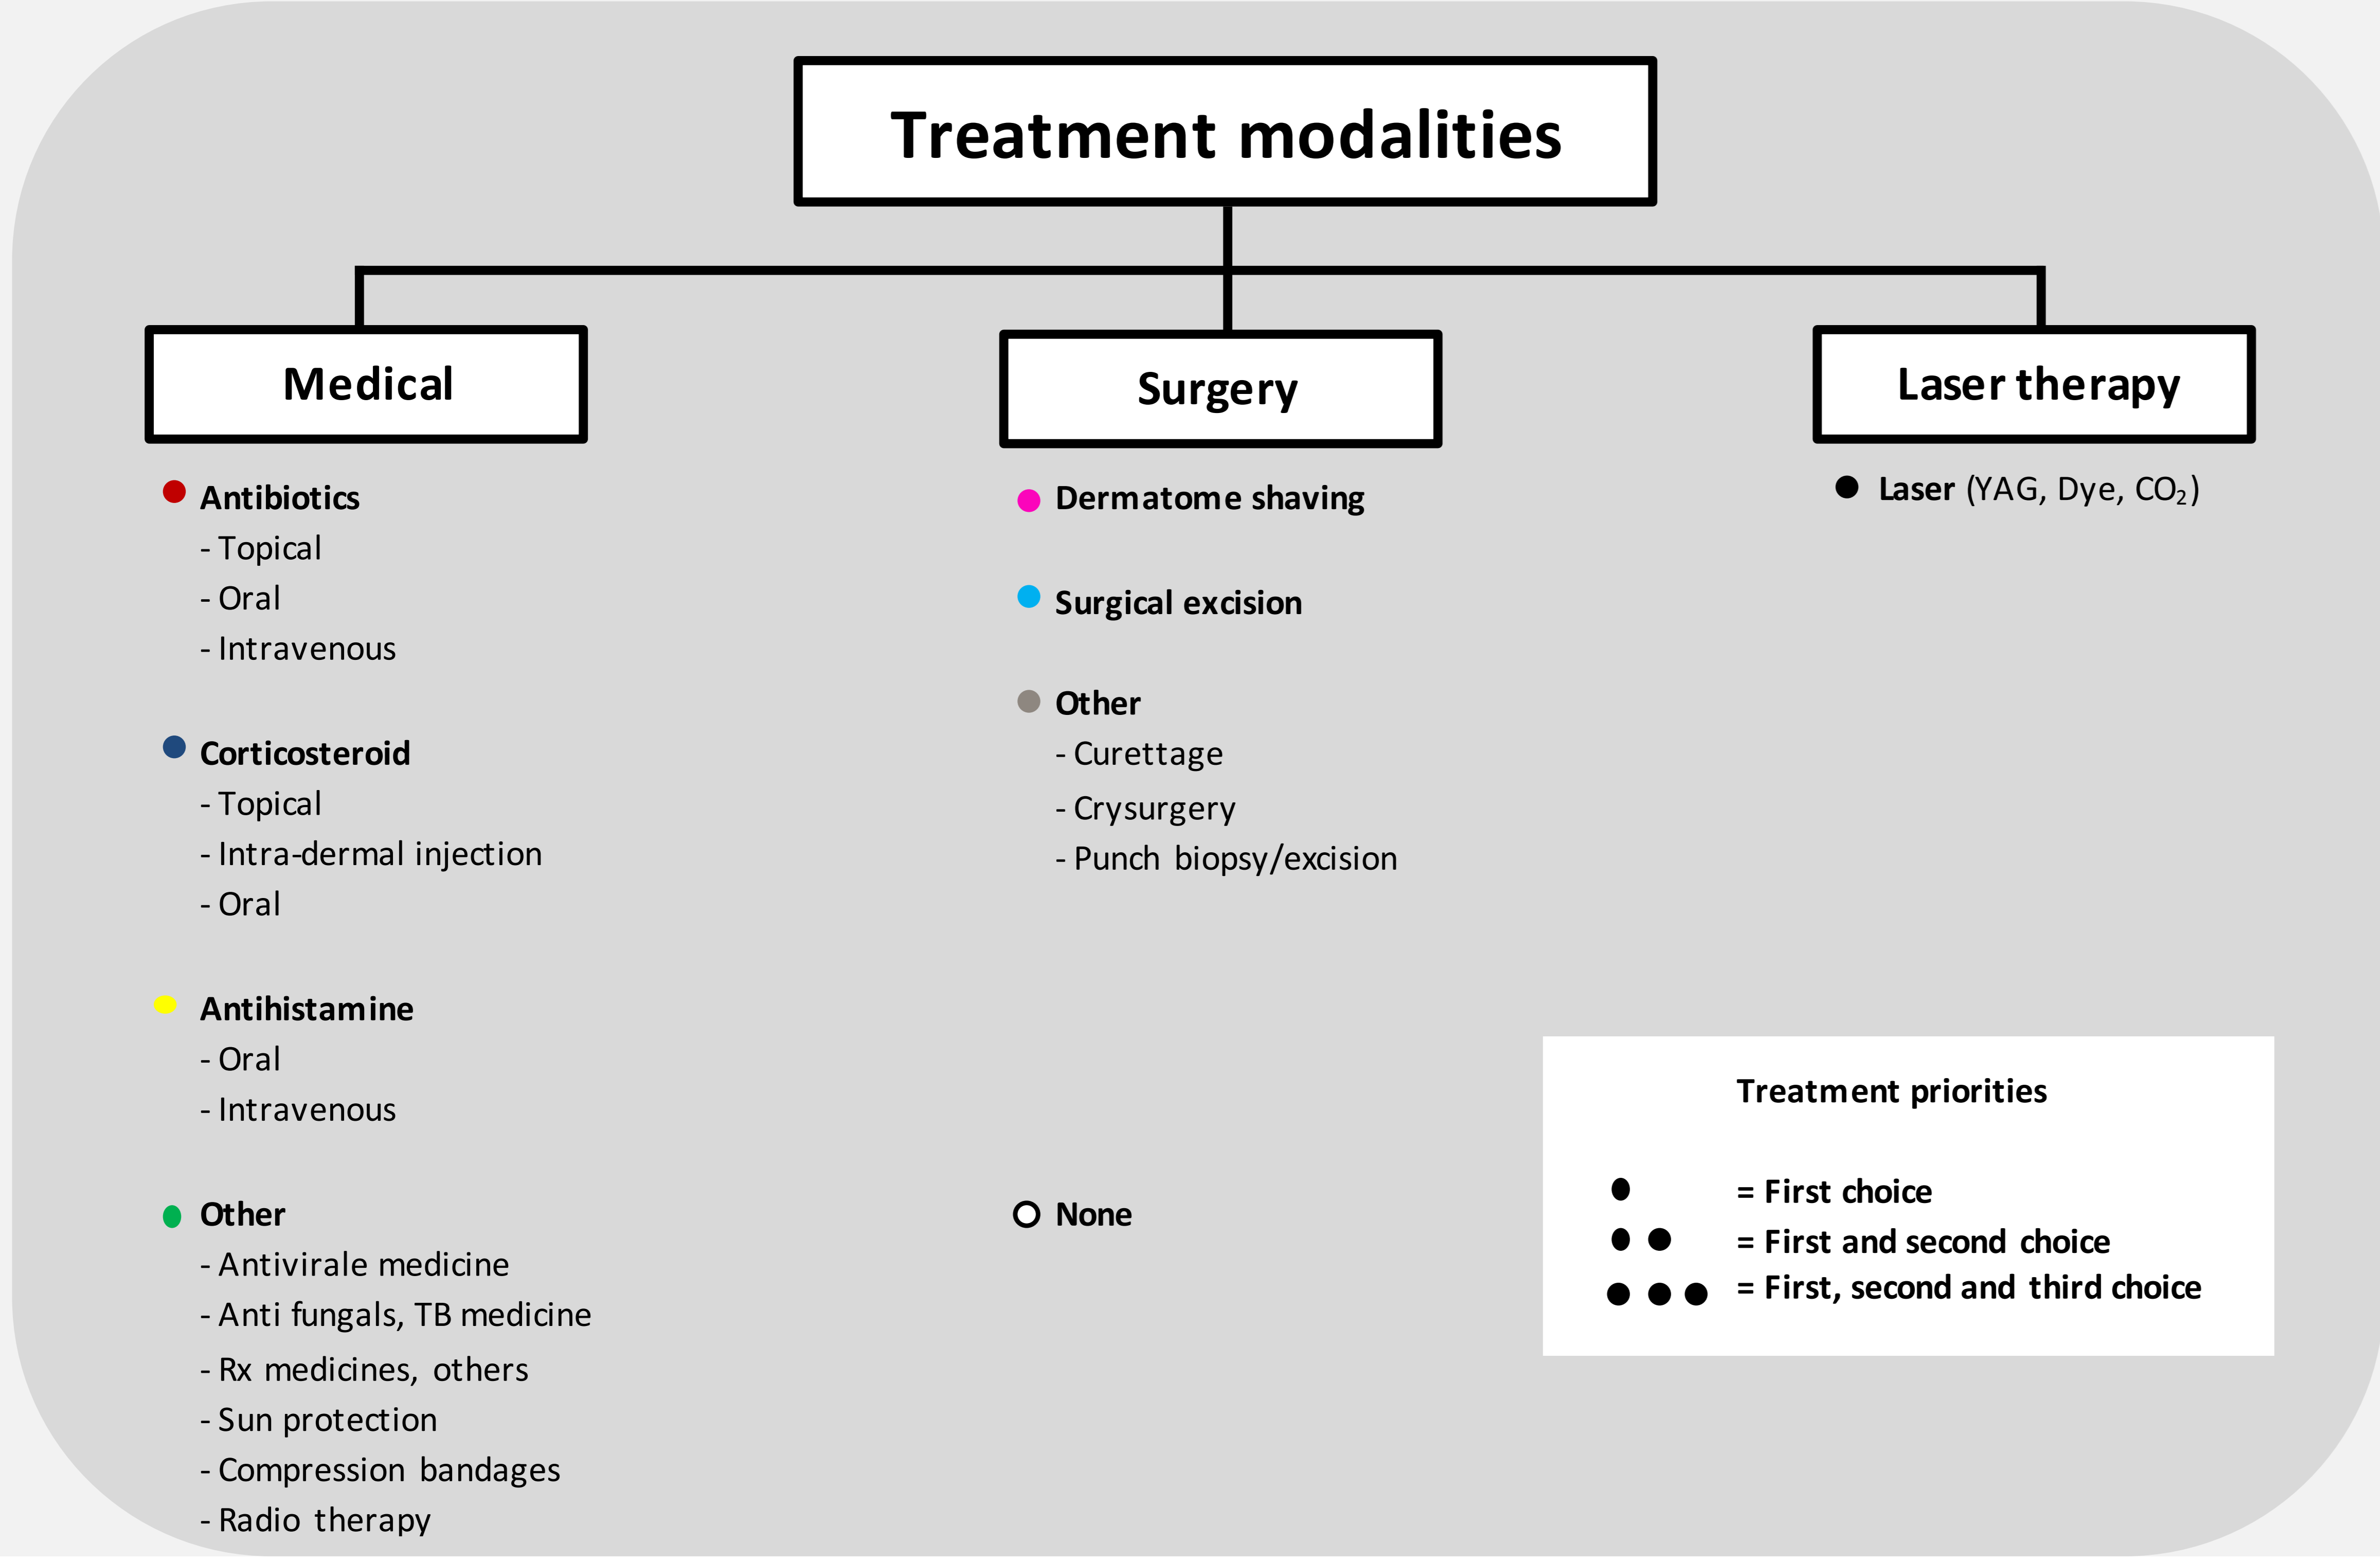 Treatment modalities
Medical
Antibiotics
- Topical
- Oral
- Intravenous
Corticosteroid
- Topical
- Intra-dermal injection
- Oral
Antihistamine
- Oral
- Intravenous
Other
- Antivirale medicine
- Anti fungals, TB medicine
- Rx medicines, others
- Sun protection
- Compression bandages
- Radio therapy
Surgery
Dermatome shaving
Surgical excision
Other
- Curettage
- Crysurgery
- Punch biopsy/excision
None
Laser therapy
Laser (YAG, Dye, CO₂)
Treatment priorities
= First choice
= First and second choice
= First, second and third choice